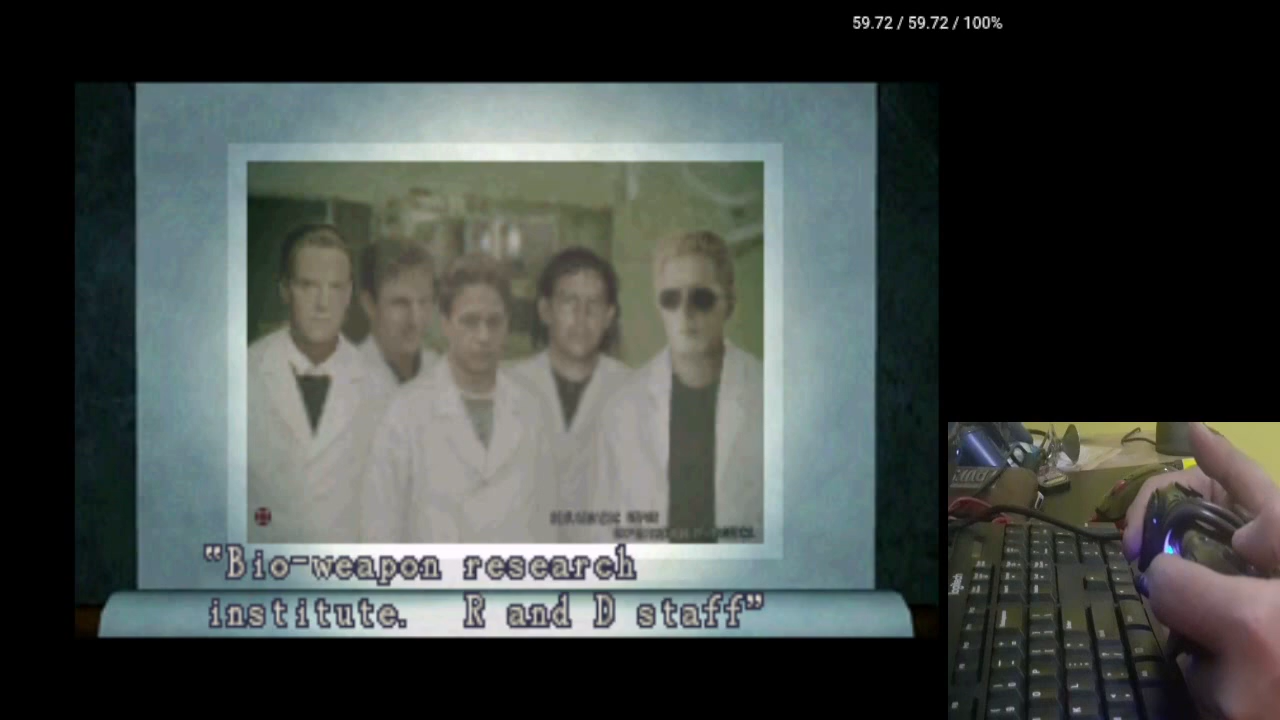 59.72 / 59.72 / 100%
"Bio-weapon research
institute. R and D staff"